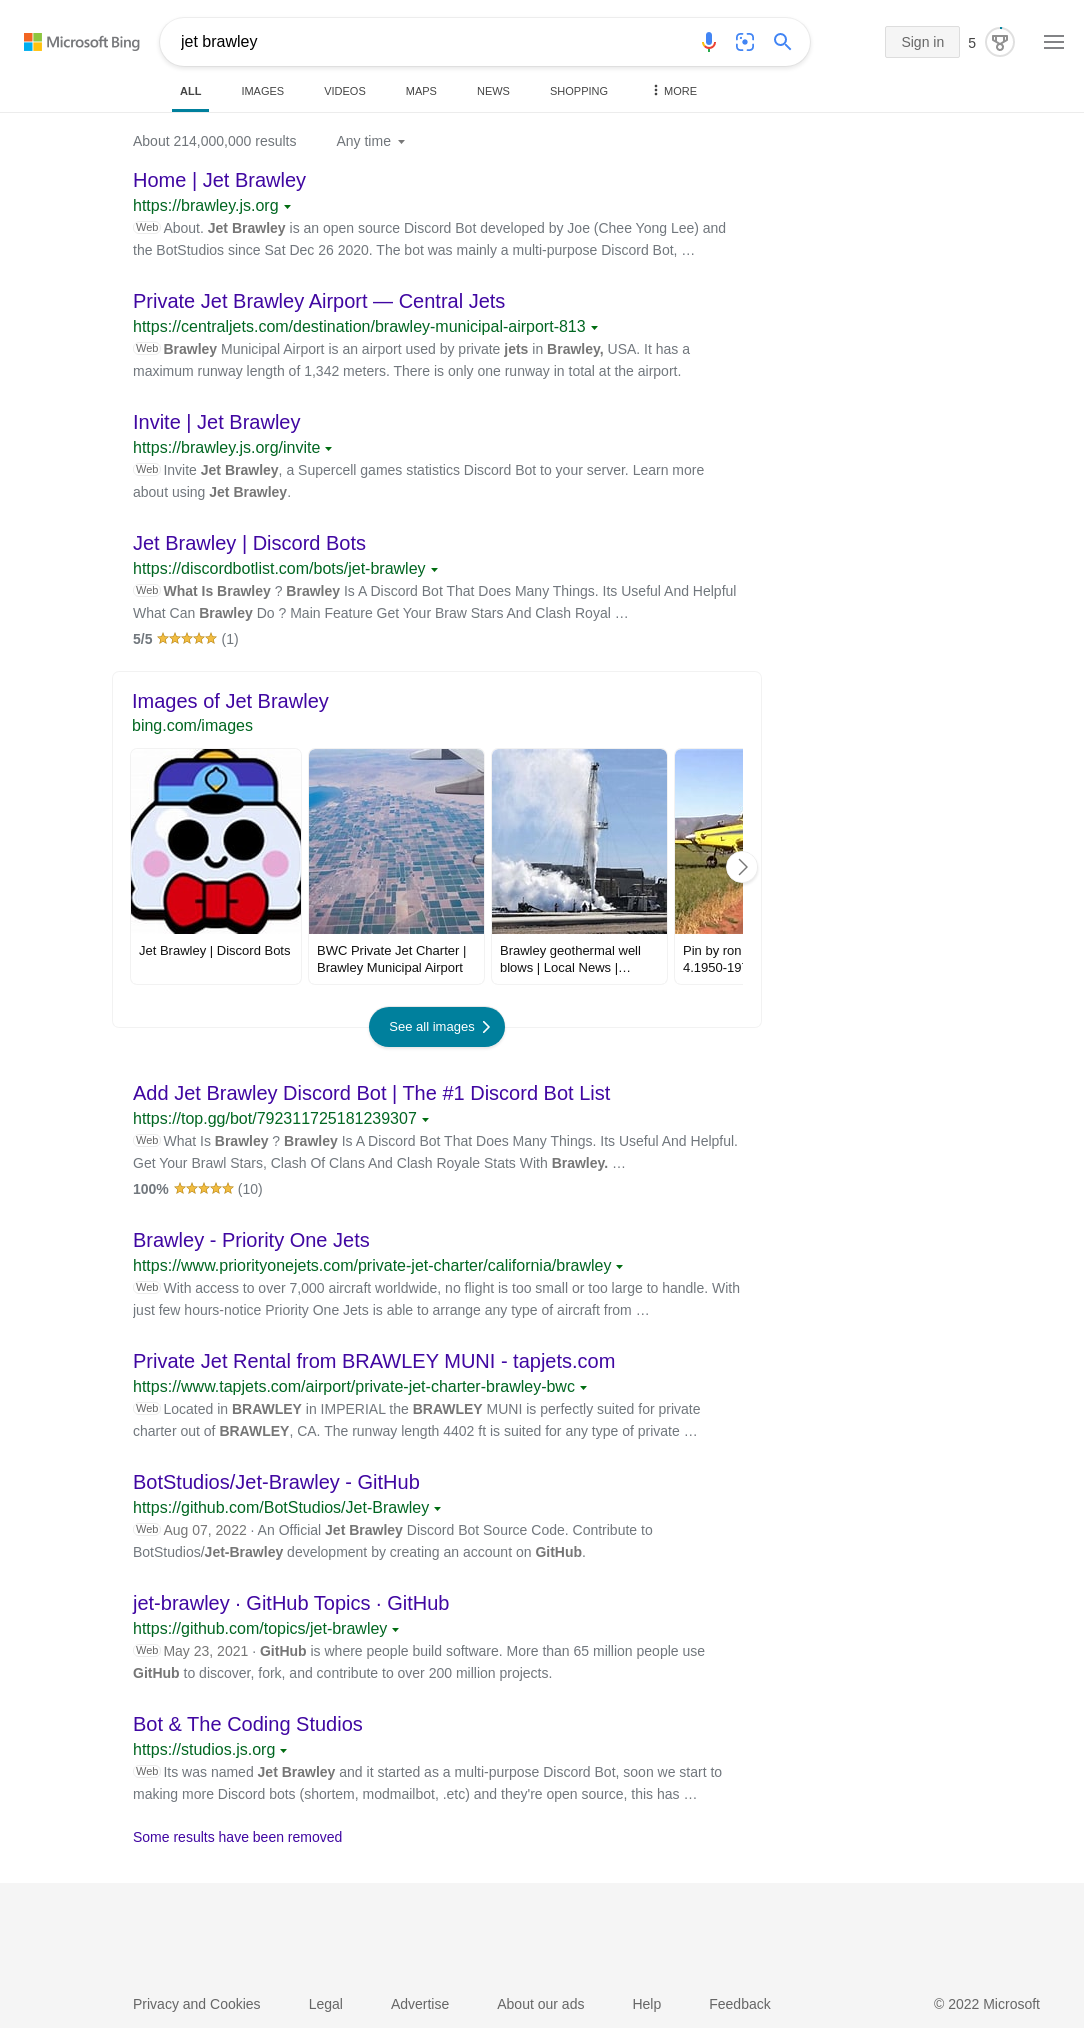 Microsoft Bing
jet brawley
Sign in
5
ALL IMAGES VIDEOS MAPS NEWS SHOPPING MORE
About 214,000,000 results Any time
Home | Jet Brawley
https://brawley.js.org
Web About. Jet Brawley is an open source Discord Bot developed by Joe (Chee Yong Lee) and
the BotStudios since Sat Dec 26 2020. The bot was mainly a multi-purpose Discord Bot, …
Private Jet Brawley Airport — Central Jets
https://centraljets.com/destination/brawley-municipal-airport-813
Web Brawley Municipal Airport is an airport used by private jets in Brawley, USA. It has a
maximum runway length of 1,342 meters. There is only one runway in total at the airport.
Invite | Jet Brawley
https://brawley.js.org/invite
Web Invite Jet Brawley, a Supercell games statistics Discord Bot to your server. Learn more
about using Jet Brawley.
Jet Brawley | Discord Bots
https://discordbotlist.com/bots/jet-brawley
Web What Is Brawley ? Brawley Is A Discord Bot That Does Many Things. Its Useful And Helpful
What Can Brawley Do ? Main Feature Get Your Braw Stars And Clash Royal …
5/5 (1)
Images of Jet Brawley
bing.com/images
Jet Brawley | Discord Bots
BWC Private Jet Charter |
Brawley Municipal Airport
Brawley geothermal well
blows | Local News |…
Pin by ron
4.1950-197
See all images
Add Jet Brawley Discord Bot | The #1 Discord Bot List
https://top.gg/bot/792311725181239307
Web What Is Brawley ? Brawley Is A Discord Bot That Does Many Things. Its Useful And Helpful.
Get Your Brawl Stars, Clash Of Clans And Clash Royale Stats With Brawley. …
100% (10)
Brawley - Priority One Jets
https://www.priorityonejets.com/private-jet-charter/california/brawley
Web With access to over 7,000 aircraft worldwide, no flight is too small or too large to handle. With
just few hours-notice Priority One Jets is able to arrange any type of aircraft from …
Private Jet Rental from BRAWLEY MUNI - tapjets.com
https://www.tapjets.com/airport/private-jet-charter-brawley-bwc
Web Located in BRAWLEY in IMPERIAL the BRAWLEY MUNI is perfectly suited for private
charter out of BRAWLEY, CA. The runway length 4402 ft is suited for any type of private …
BotStudios/Jet-Brawley - GitHub
https://github.com/BotStudios/Jet-Brawley
Web Aug 07, 2022 · An Official Jet Brawley Discord Bot Source Code. Contribute to
BotStudios/Jet-Brawley development by creating an account on GitHub.
jet-brawley · GitHub Topics · GitHub
https://github.com/topics/jet-brawley
Web May 23, 2021 · GitHub is where people build software. More than 65 million people use
GitHub to discover, fork, and contribute to over 200 million projects.
Bot & The Coding Studios
https://studios.js.org
Web Its was named Jet Brawley and it started as a multi-purpose Discord Bot, soon we start to
making more Discord bots (shortem, modmailbot, .etc) and they're open source, this has …
Some results have been removed
Privacy and Cookies Legal Advertise About our ads Help Feedback © 2022 Microsoft